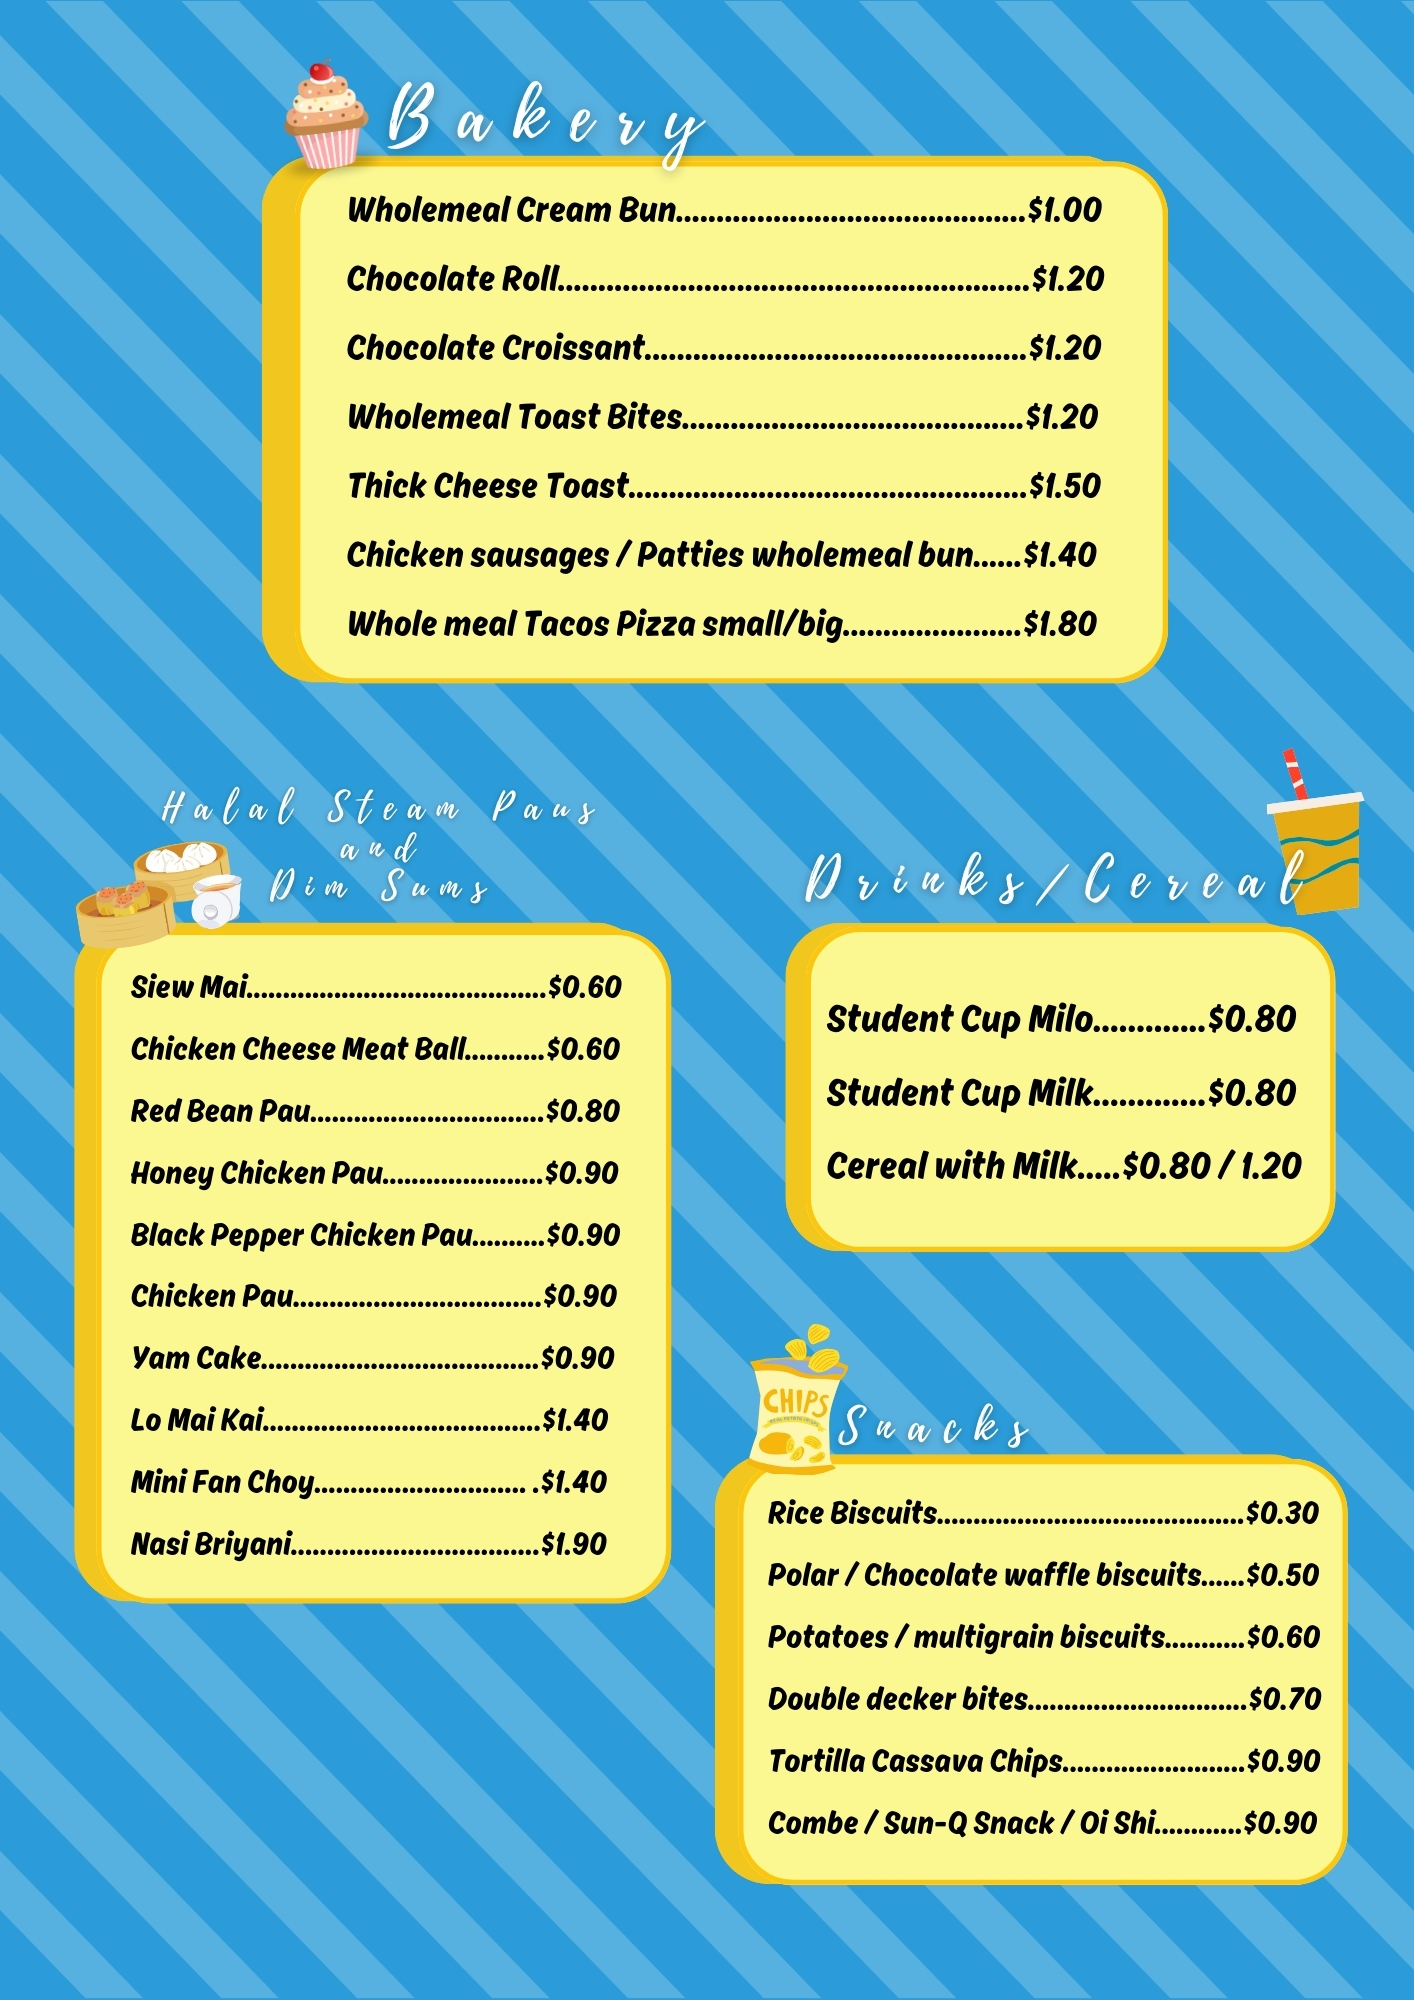 Bakery
Wholemeal Cream Bun...........................................$1.00
Chocolate Roll..........................................................$1.20
Chocolate Croissant...............................................$1.20
Wholemeal Toast Bites..........................................$1.20
Thick Cheese Toast.................................................$1.50
Chicken sausages / Patties wholemeal bun......$1.40
Whole meal Tacos Pizza small/big......................$1.80
Halal Steam Paus
and
Dim Sums
Siew Mai.........................................$0.60
Chicken Cheese Meat Ball...........$0.60
Red Bean Pau................................$0.80
Honey Chicken Pau......................$0.90
Black Pepper Chicken Pau..........$0.90
Chicken Pau..................................$0.90
Yam Cake......................................$0.90
Lo Mai Kai......................................$1.40
Mini Fan Choy............................. .$1.40
Nasi Briyani..................................$1.90
Drinks/Cereal
Student Cup Milo.............$0.80
Student Cup Milk.............$0.80
Cereal with Milk.....$0.80 / 1.20
CHIPS
Snacks
Rice Biscuits..........................................$0.30
Polar / Chocolate waffle biscuits......$0.50
Potatoes / multigrain biscuits...........$0.60
Double decker bites..............................$0.70
Tortilla Cassava Chips.........................$0.90
Combe / Sun-Q Snack / Oi Shi............$0.90